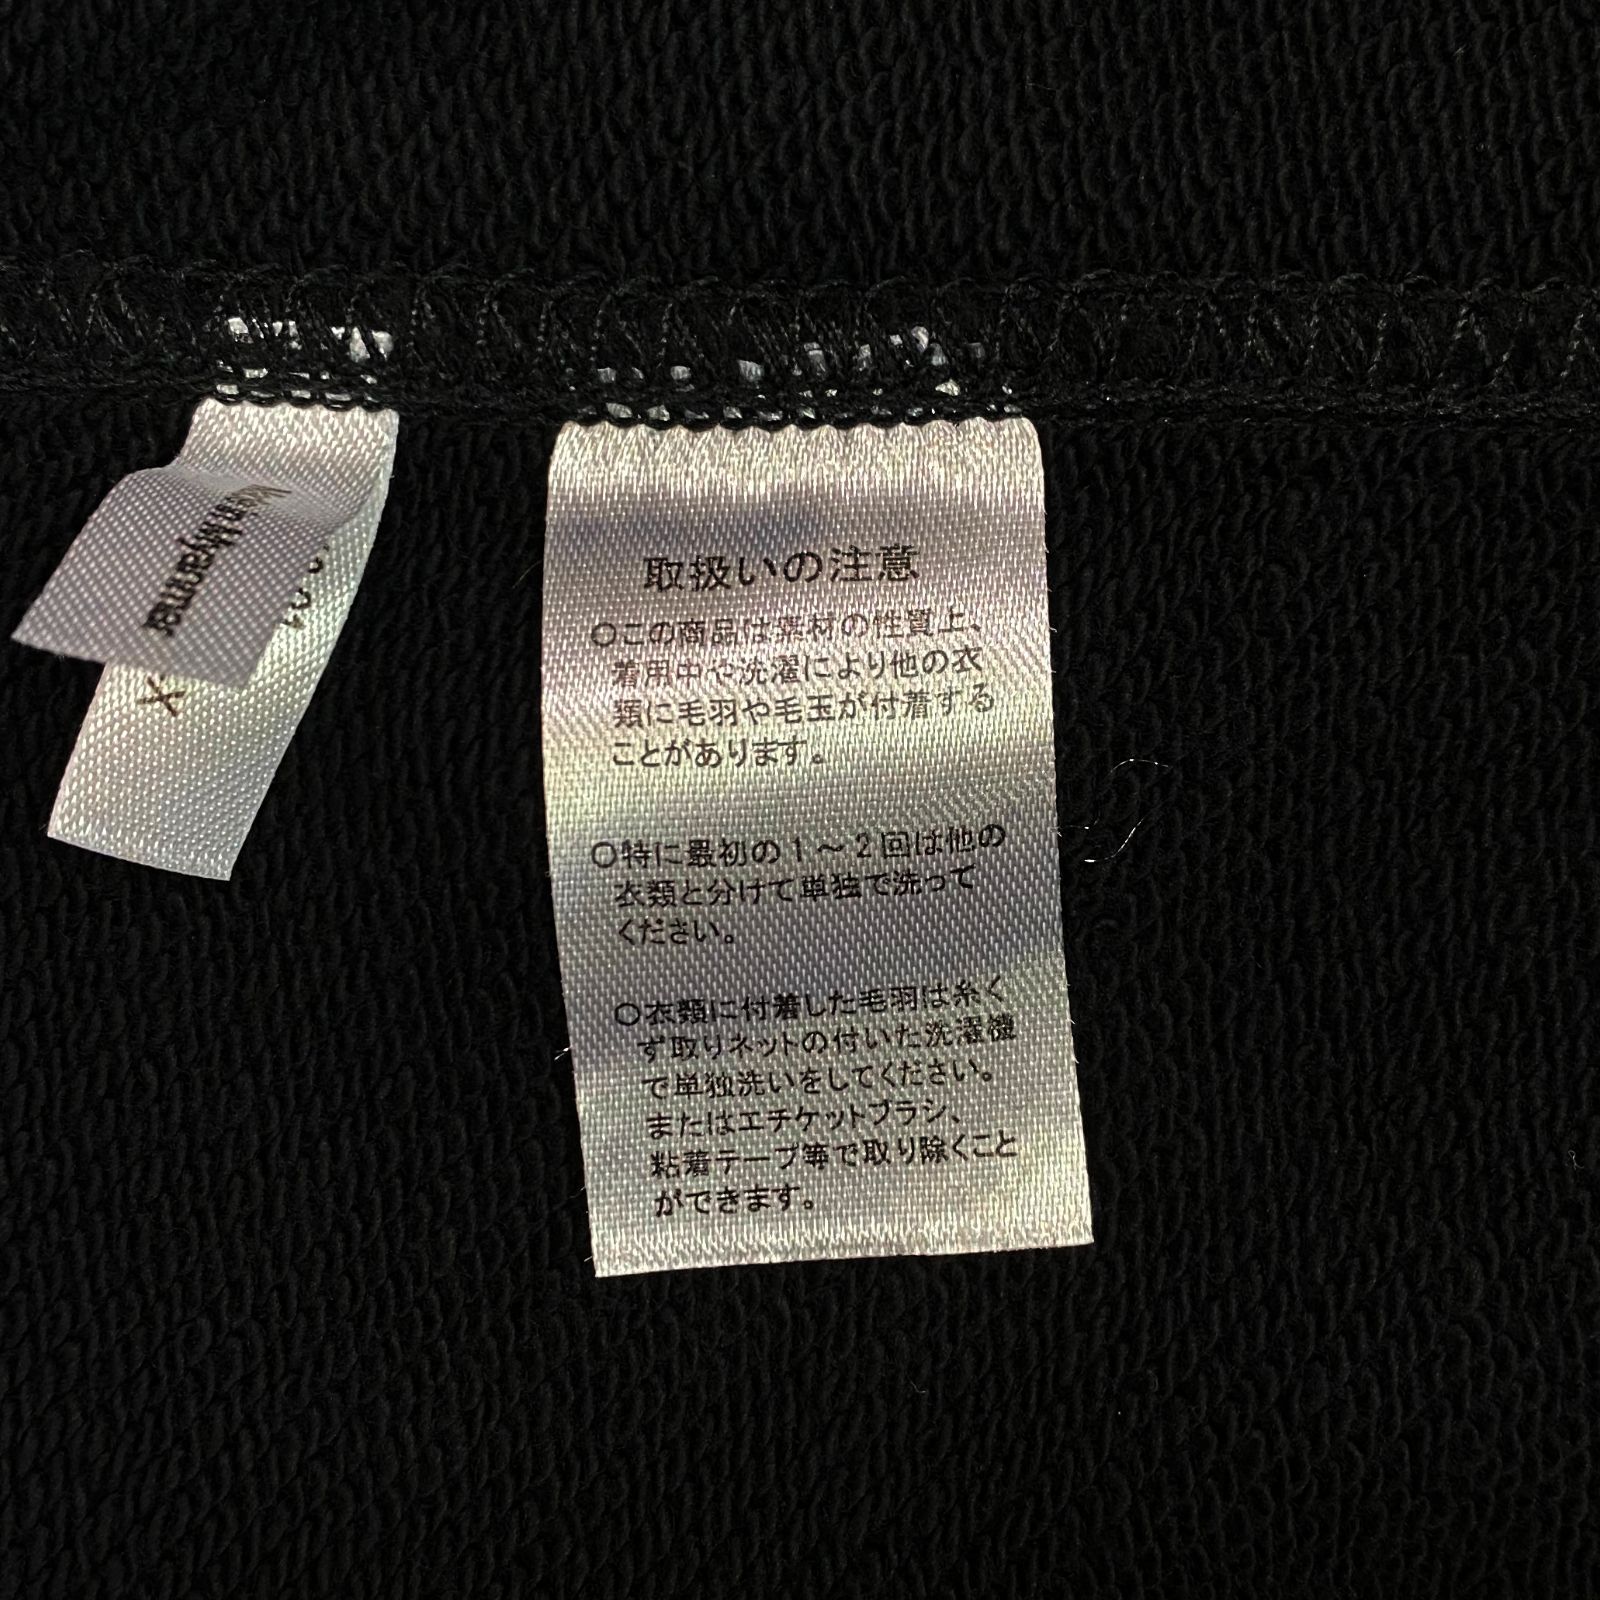 Made in Myanmar
X
取扱いの注意
○この商品は素材の性質上、
着用中や洗濯により他の衣
類に毛羽や毛玉が付着する
ことがあります。
○特に最初の1～2回は他の
衣類と分けて単独で洗って
ください。
○衣類に付着した毛羽は糸く
ず取りネットの付いた洗濯機
で単独洗いをしてください。
またはエチケットブラシ、
粘着テープ等で取り除くこと
ができます。